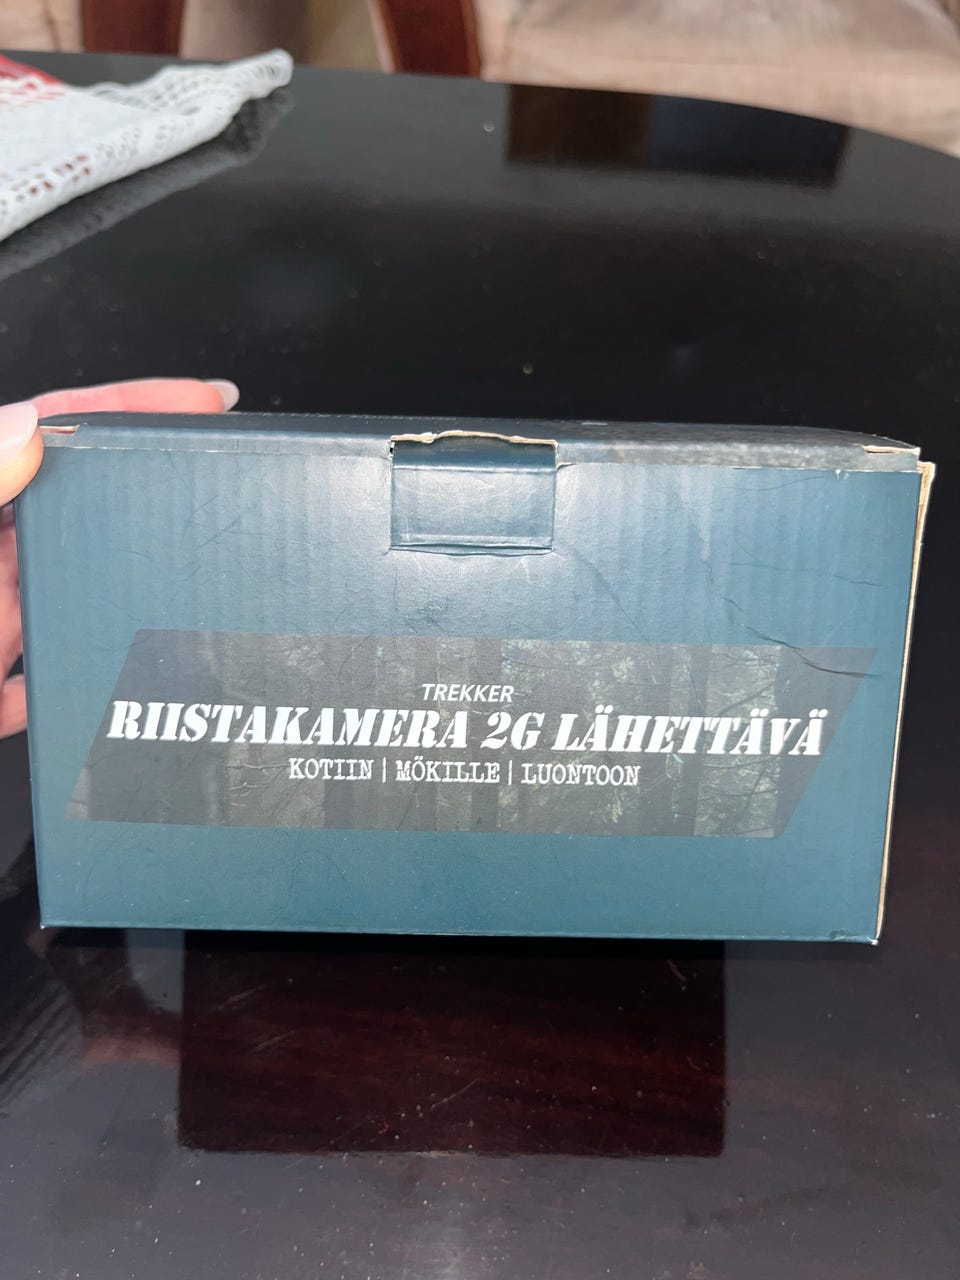 TREKKER
RIISTAKAMERA 2G LÄHETTÄVÄ
KOTIIN | MÖKILLE | LUONTOON